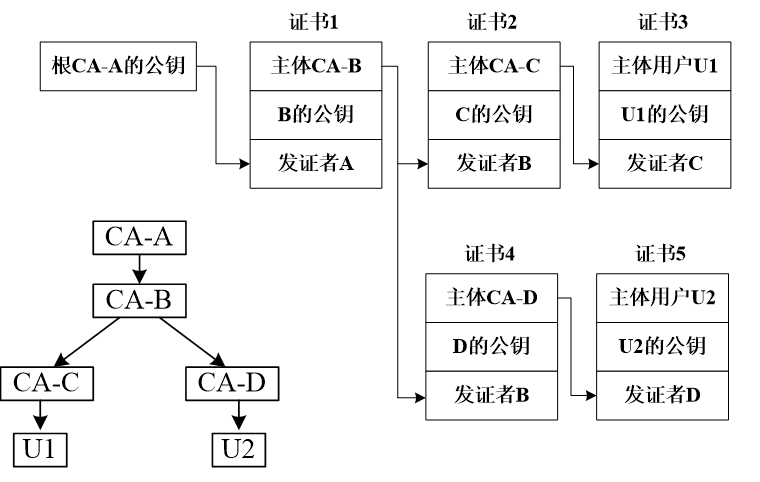 证书1
证书2
证书3
根CA-A的公钥
主体CA-B
B的公钥
发证者A
主体CA-C
C的公钥
发证者B
主体用户U1
U1的公钥
发证者C
证书4
证书5
主体CA-D
D的公钥
发证者B
主体用户U2
U2的公钥
发证者D
CA-A
CA-B
CA-C
CA-D
U1
U2